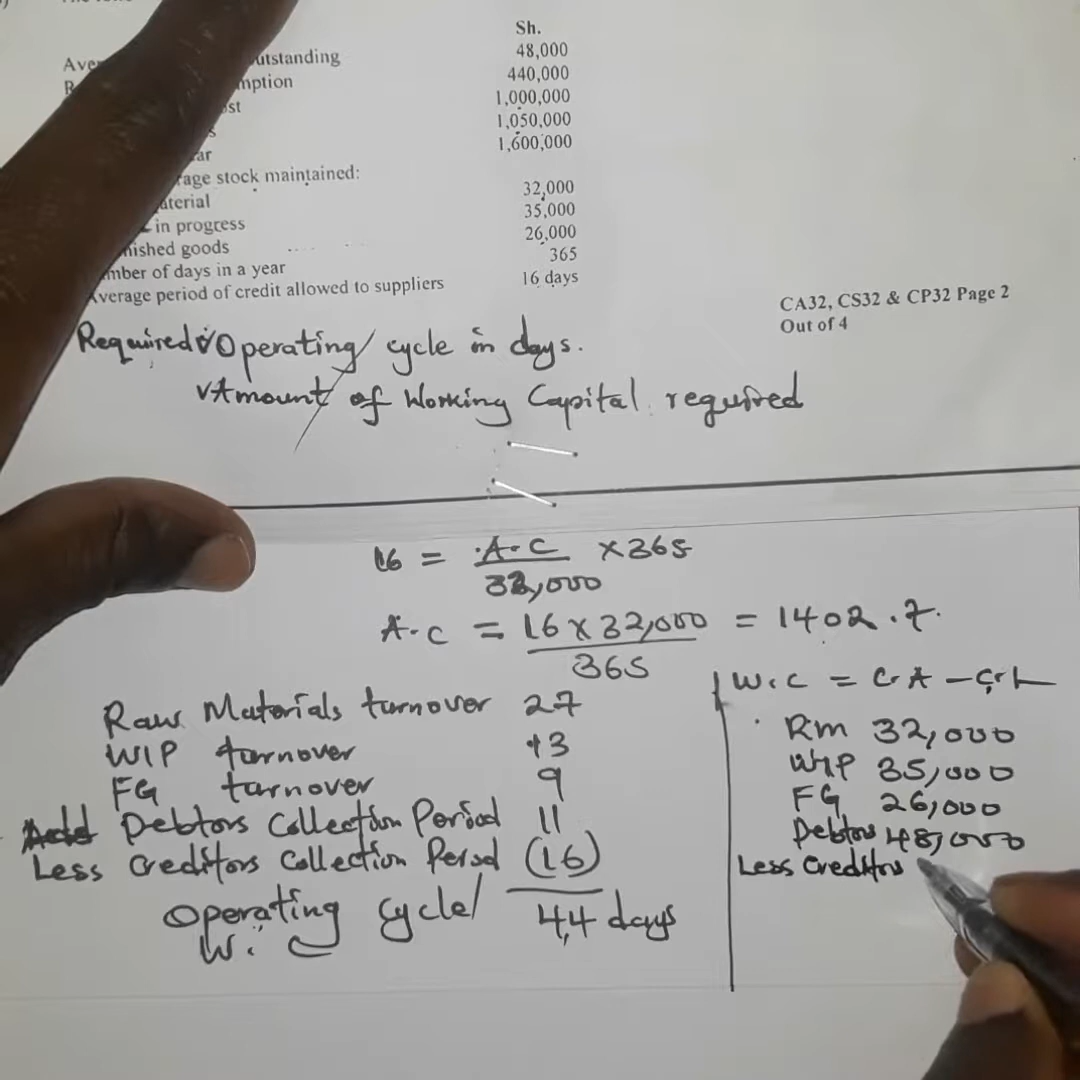 Sh.
Ave utstanding 48,000
R mption 440,000
ost 1,000,000
s 1,050,000
ar 1,600,000
rage stock maintained:
aterial 32,000
in progress 35,000
nished goods 26,000
mber of days in a year 365
Average period of credit allowed to suppliers 16 days
CA32, CS32 & CP32 Page 2
Out of 4
Required Operating cycle in days.
Amount of Working Capital required
16 = A.C / 32,000 × 365
A.C = 16 × 32,000 / 365 = 1402.7
Raw Materials turnover 27
WIP turnover 13
FG turnover 9
Add Debtors Collection Period 11
Less Creditors Collection Period (16)
Operating cycle/ 44 days
W.C
W.C = C.A - C.L
RM 32,000
WIP 35,000
FG 26,000
Debtors 48,000
Less Creditors